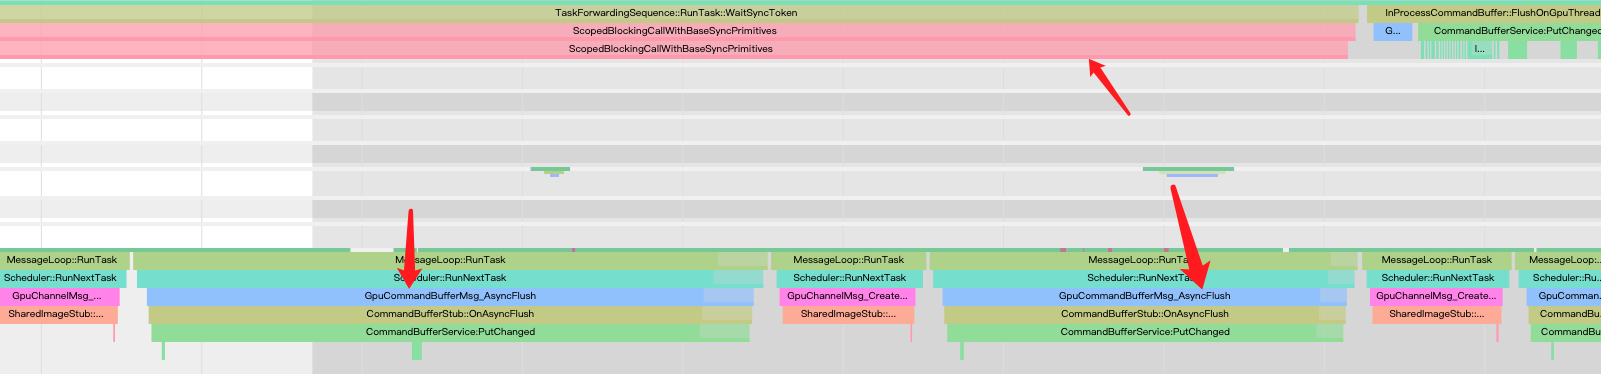 TaskForwardingSequence::RunTask::WaitSyncToken InProcessCommandBuffer::FlushOnGpuThread
ScopedBlockingCallWithBaseSyncPrimitives G... CommandBufferService:PutChanged
ScopedBlockingCallWithBaseSyncPrimitives I...
MessageLoop::RunTask MessageLoop::RunTask MessageLoop::RunTask MessageLoop::RunTa MessageLoop::RunTask MessageLoop:...
Scheduler::RunNextTask Scheduler::RunNextTask Scheduler::RunNextTask Scheduler::RunNextTa Scheduler::RunNextTask Scheduler::Ru...
GpuChannelMsg_... GpuCommandBufferMsg_AsyncFlush GpuChannelMsg_Create... GpuCommandBufferMsg_AsyncFlush GpuChannelMsg_Create... GpuComman...
SharedImageStub::... CommandBufferStub::OnAsyncFlush SharedImageStub::... CommandBufferStub::OnAsyncFlush SharedImageStub::... CommandBu...
CommandBufferService:PutChanged CommandBufferService:PutChanged CommandBu...